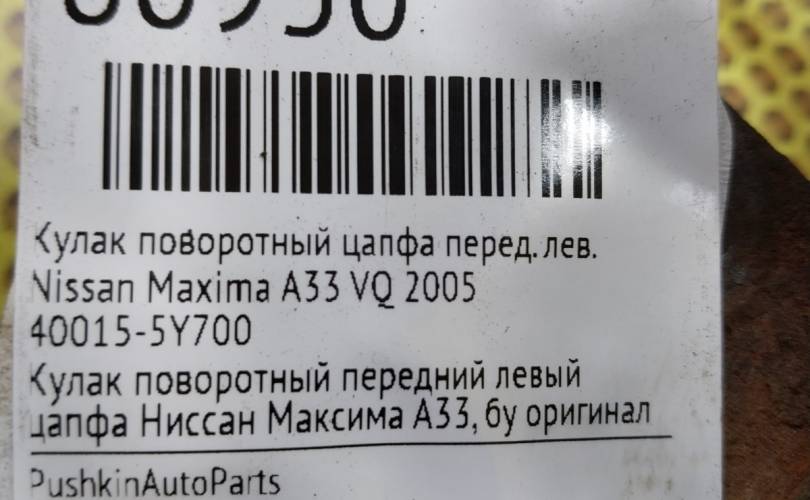 Кулак поворотный цапфа перед. лев.
Nissan Maxima A33 VQ 2005
40015-5Y700
Кулак поворотный передний левый
цапфа Ниссан Максима А33, бу оригинал
PushkinAutoParts